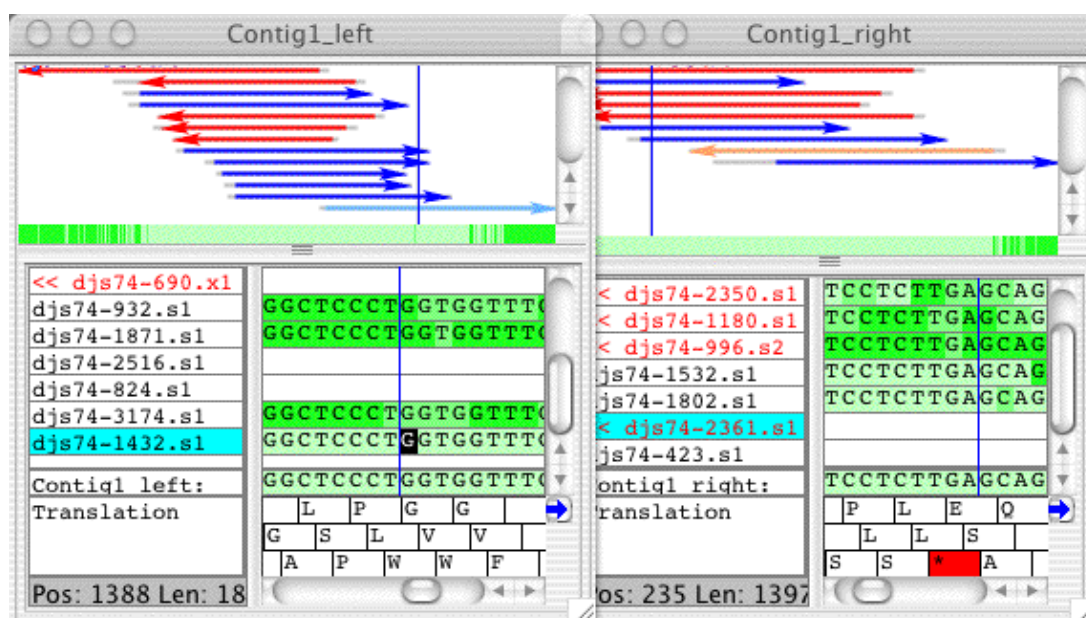 Contig1_left
<< djs74-690.x1
djs74-932.s1 GGCTCCCTGGTGGTTT
djs74-1871.s1 GGCTCCCTGGTGGTTT
djs74-2516.s1
djs74-824.s1
djs74-3174.s1 GGCTCCCTGGTGGTTT
djs74-1432.s1 GGCTCCCTGGTGGTTT
Contig1 left: GGCTCCCTGGTGGTTT
Translation L P G G
G S L V V
A P W W F
Pos: 1388 Len: 18
Contig1_right
< djs74-2350.s1 TCCTCTTGAGCAG
< djs74-1180.s1 TCCTCTTGAGCAG
< djs74-996.s2 TCCTCTTGAGCAG
js74-1532.s1 TCCTCTTGAGCAG
js74-1802.s1 TCCTCTTGAGCAG
< djs74-2361.s1
js74-423.s1
ontig1 right: TCCTCTTGAGCAG
ranslation P L E Q
L L S
S S * A
os: 235 Len: 1397